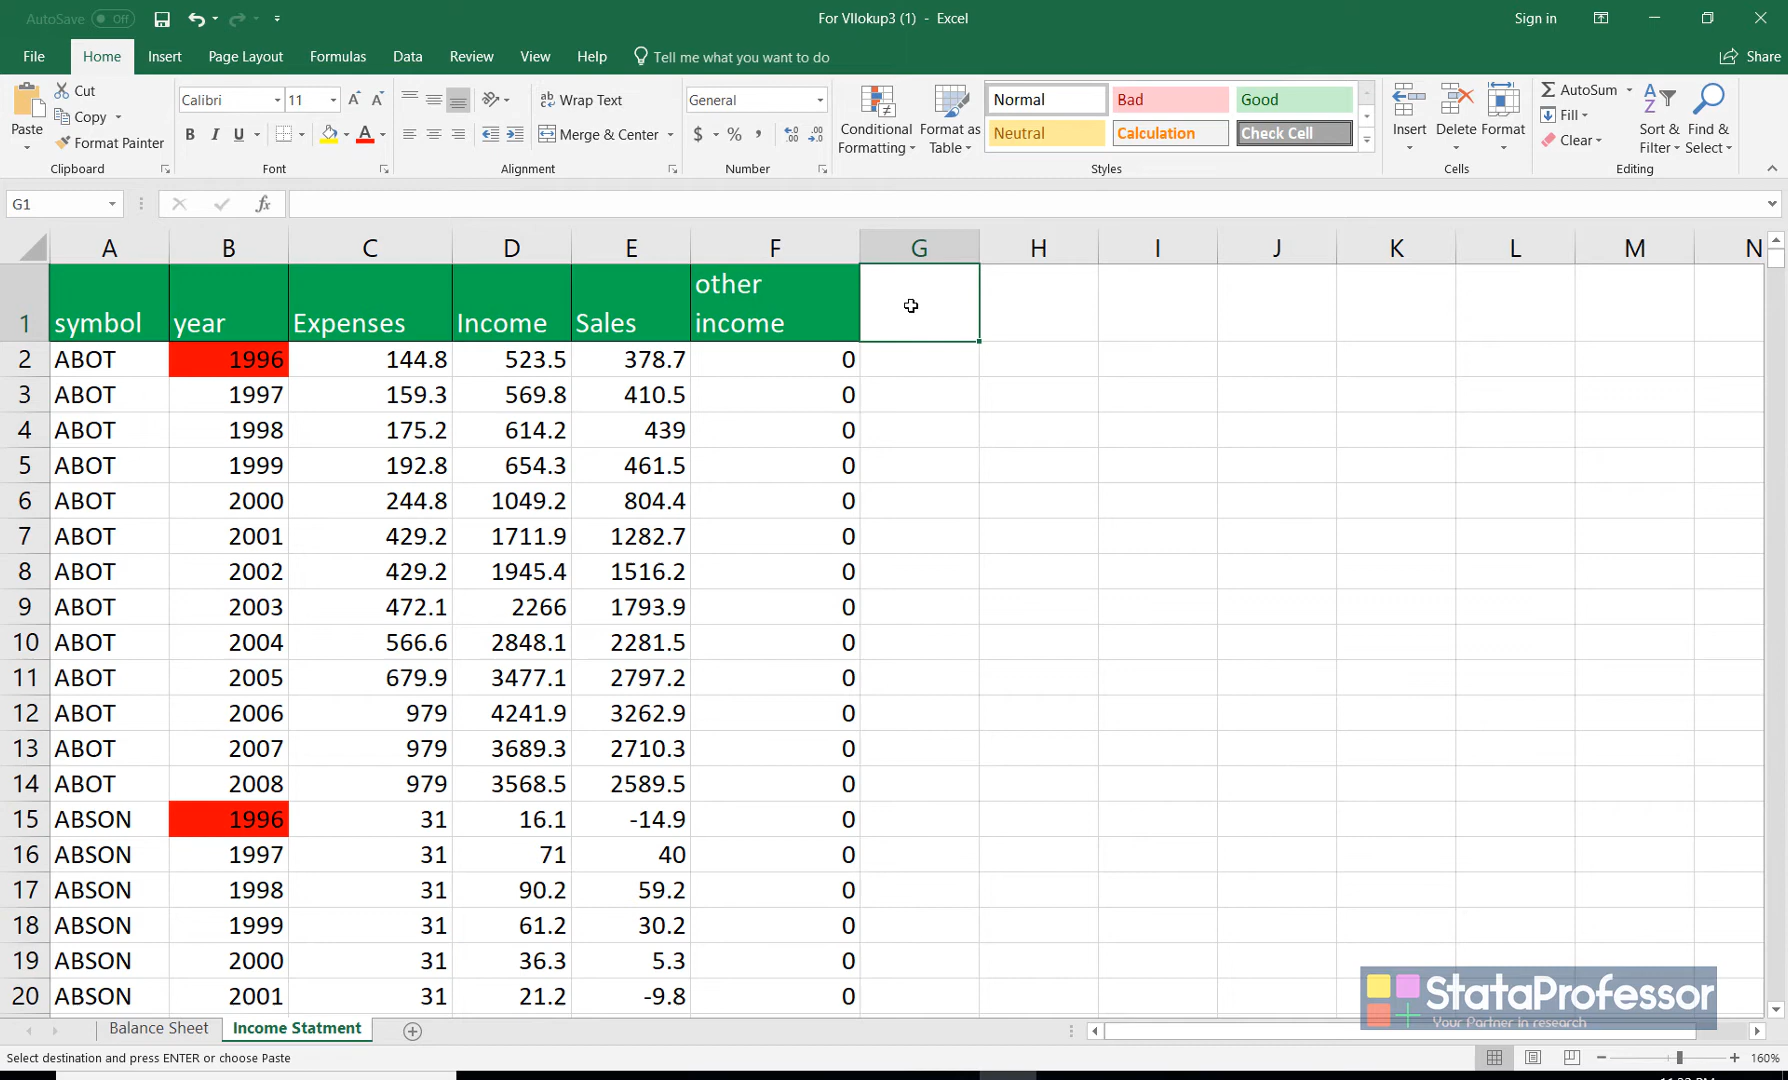 AutoSave Off
For Vllokup3 (1) - Excel
Sign in
File Home Insert Page Layout Formulas Data Review View Help Tell me what you want to do Share
Paste
Cut
Copy
Format Painter
Clipboard
Calibri 11
B I U
Font
Wrap Text
Merge & Center
Alignment
General
$ % ,
Number
Conditional Formatting
Format as Table
Normal Bad Good
Neutral Calculation Check Cell
Styles
Insert Delete Format
Cells
AutoSum
Fill
Clear
Sort & Filter
Find & Select
Editing
G1 fx
A B C D E F G H I J K L M N
1 symbol year Expenses Income Sales other income
2 ABOT 1996 144.8 523.5 378.7 0
3 ABOT 1997 159.3 569.8 410.5 0
4 ABOT 1998 175.2 614.2 439 0
5 ABOT 1999 192.8 654.3 461.5 0
6 ABOT 2000 244.8 1049.2 804.4 0
7 ABOT 2001 429.2 1711.9 1282.7 0
8 ABOT 2002 429.2 1945.4 1516.2 0
9 ABOT 2003 472.1 2266 1793.9 0
10 ABOT 2004 566.6 2848.1 2281.5 0
11 ABOT 2005 679.9 3477.1 2797.2 0
12 ABOT 2006 979 4241.9 3262.9 0
13 ABOT 2007 979 3689.3 2710.3 0
14 ABOT 2008 979 3568.5 2589.5 0
15 ABSON 1996 31 16.1 -14.9 0
16 ABSON 1997 31 71 40 0
17 ABSON 1998 31 90.2 59.2 0
18 ABSON 1999 31 61.2 30.2 0
19 ABSON 2000 31 36.3 5.3 0
20 ABSON 2001 31 21.2 -9.8 0
StataProfessor
Your Partner in research
Balance Sheet Income Statment
Select destination and press ENTER or choose Paste
160%